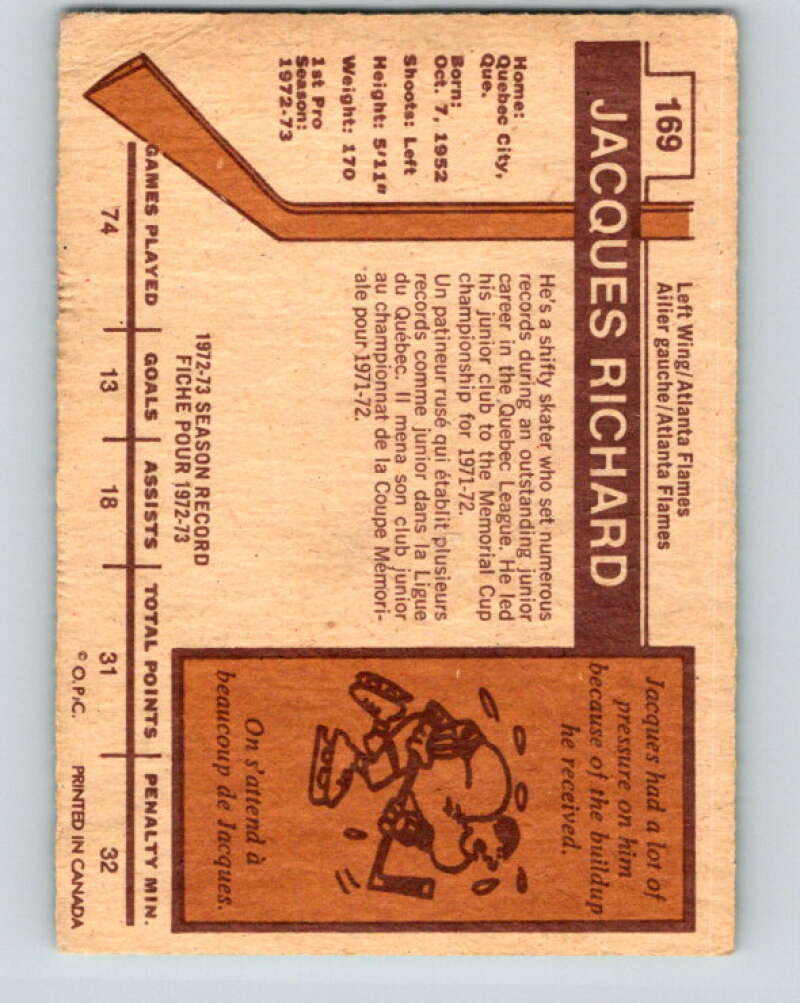 169
Left Wing/Atlanta Flames
Ailier gauche/Atlanta Flames
JACQUES RICHARD
Home:
Quebec City,
Que.
Born:
Oct. 7, 1952
Shoots: Left
Height: 5'11"
Weight: 170
1st Pro
Season:
1972-73
He's a shifty skater who set numerous
records during an outstanding junior
career in the Quebec League. He led
his junior club to the Memorial Cup
championship for 1971-72.
Un patineur rusé qui établit plusieurs
records comme junior dans la Ligue
du Québec. Il mena son club junior
au championnat de la Coupe Mémori-
ale pour 1971-72.
Jacques had a lot of
pressure on him
because of the buildup
he received.
On s'attend à
beaucoup de Jacques.
1972-73 SEASON RECORD
FICHE POUR 1972-73
GAMES PLAYED GOALS ASSISTS TOTAL POINTS PENALTY MIN.
74 13 18 31 32
© O.P.C. PRINTED IN CANADA